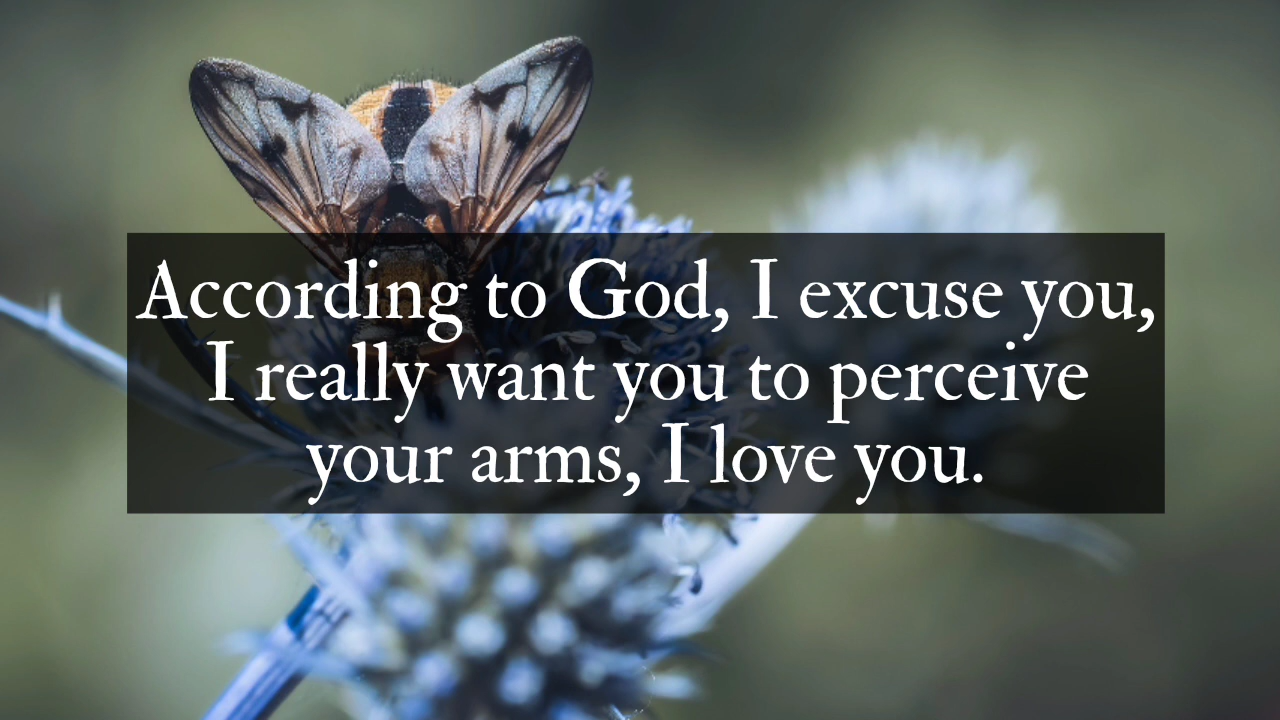 According to God, I excuse you,
I really want you to perceive
your arms, I love you.